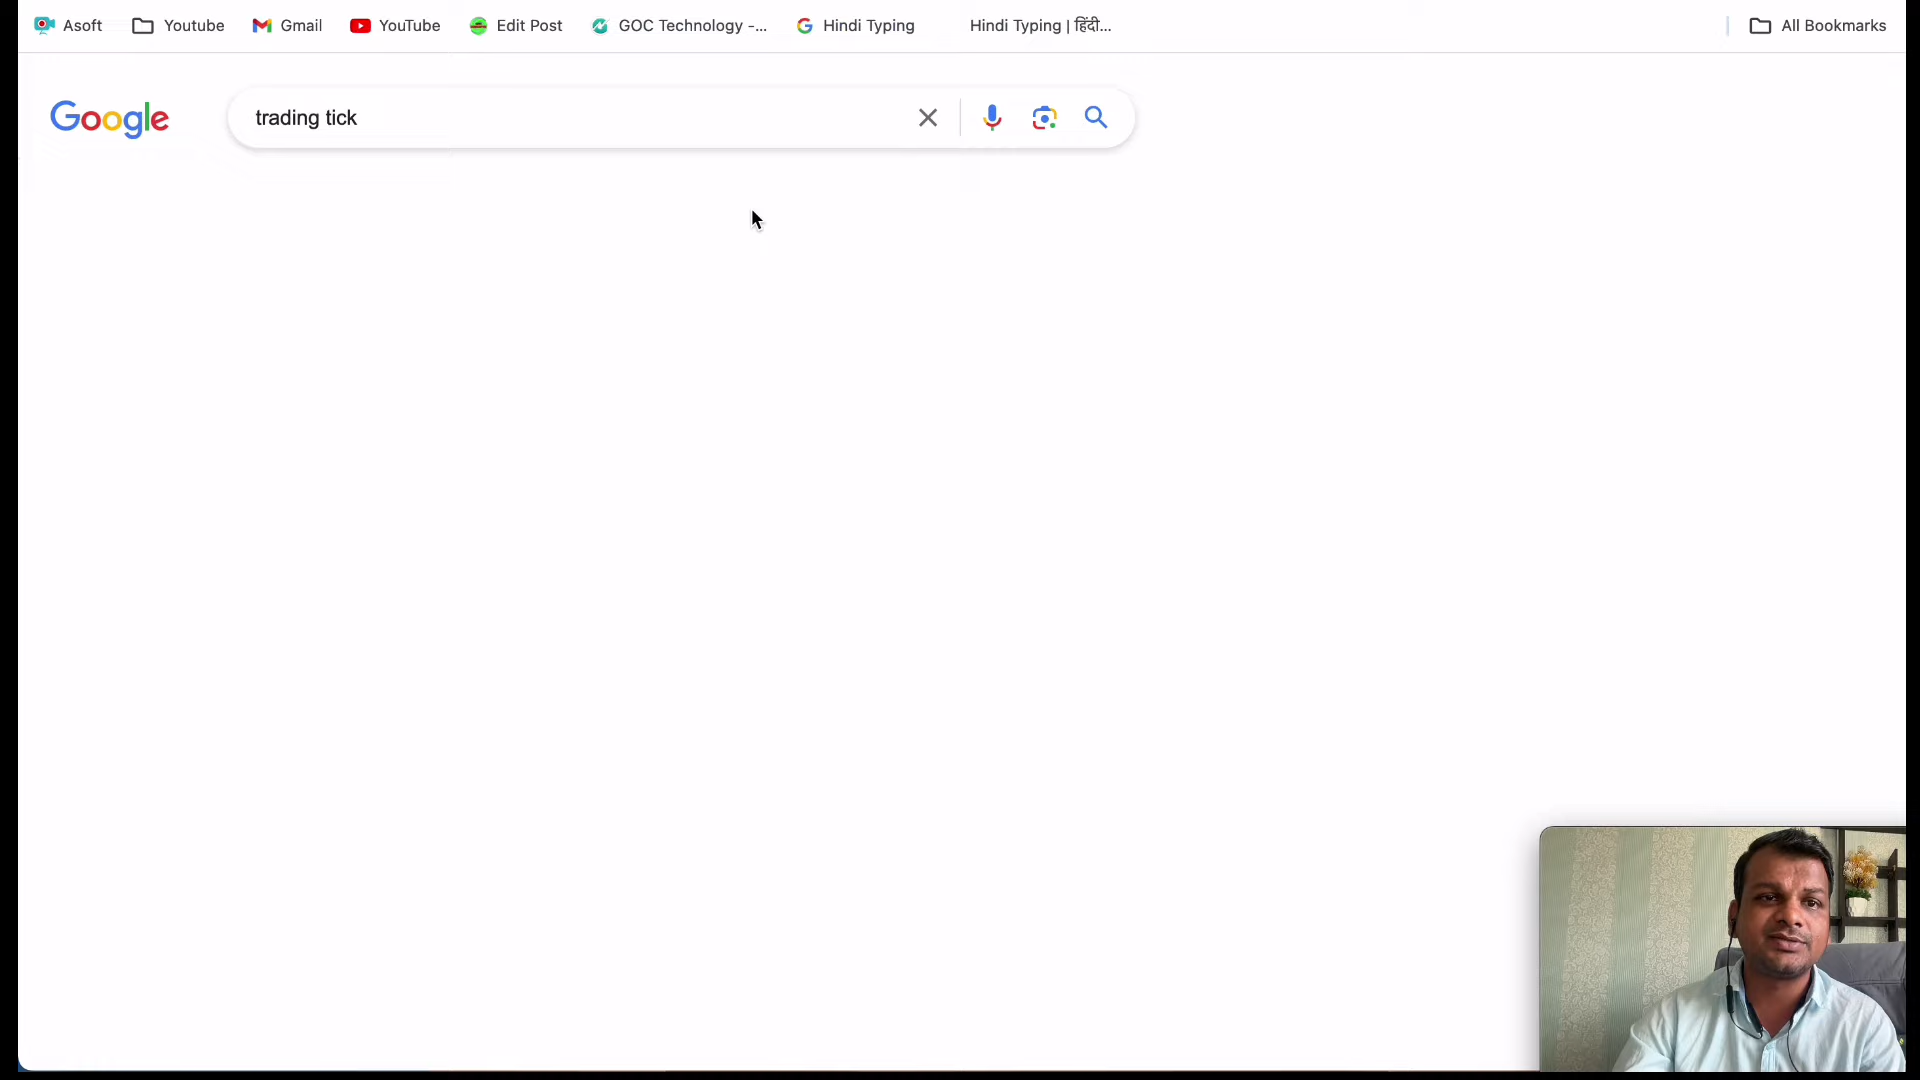 Asoft Youtube Gmail YouTube Edit Post GOC Technology -... Hindi Typing Hindi Typing | हिंदी... All Bookmarks
Google trading tick